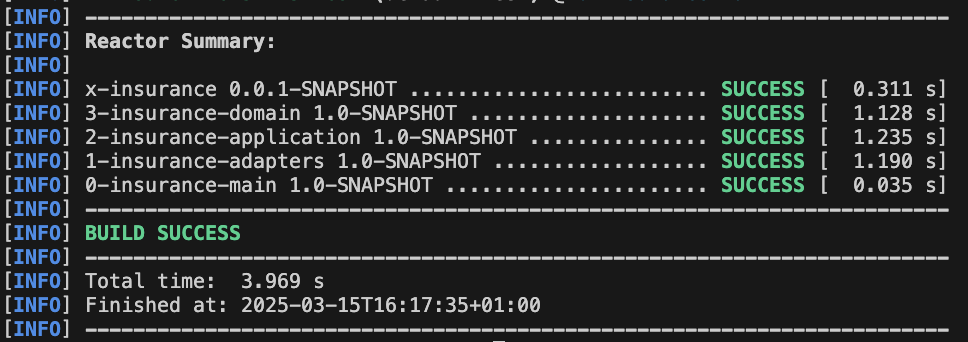 [INFO] ------------------------------------------------------------------------
[INFO] Reactor Summary:
[INFO]
[INFO] x-insurance 0.0.1-SNAPSHOT ......................... SUCCESS [  0.311 s]
[INFO] 3-insurance-domain 1.0-SNAPSHOT .................... SUCCESS [  1.128 s]
[INFO] 2-insurance-application 1.0-SNAPSHOT ............... SUCCESS [  1.235 s]
[INFO] 1-insurance-adapters 1.0-SNAPSHOT .................. SUCCESS [  1.190 s]
[INFO] 0-insurance-main 1.0-SNAPSHOT ...................... SUCCESS [  0.035 s]
[INFO] ------------------------------------------------------------------------
[INFO] BUILD SUCCESS
[INFO] ------------------------------------------------------------------------
[INFO] Total time:  3.969 s
[INFO] Finished at: 2025-03-15T16:17:35+01:00
[INFO] ------------------------------------------------------------------------